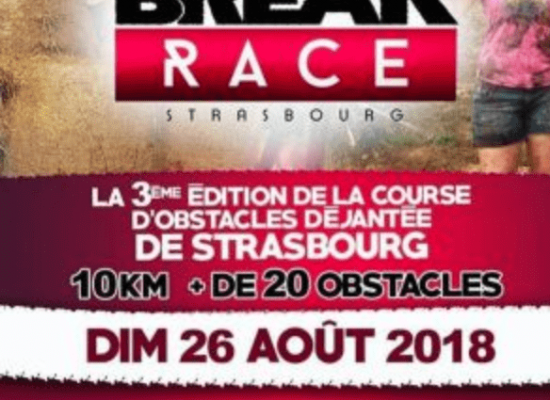 BREAK
RACE
STRASBOURG
LA 3ÈME ÉDITION DE LA COURSE
D'OBSTACLES DÉJANTÉE
DE STRASBOURG
10KM + DE 20 OBSTACLES
DIM 26 AOÛT 2018